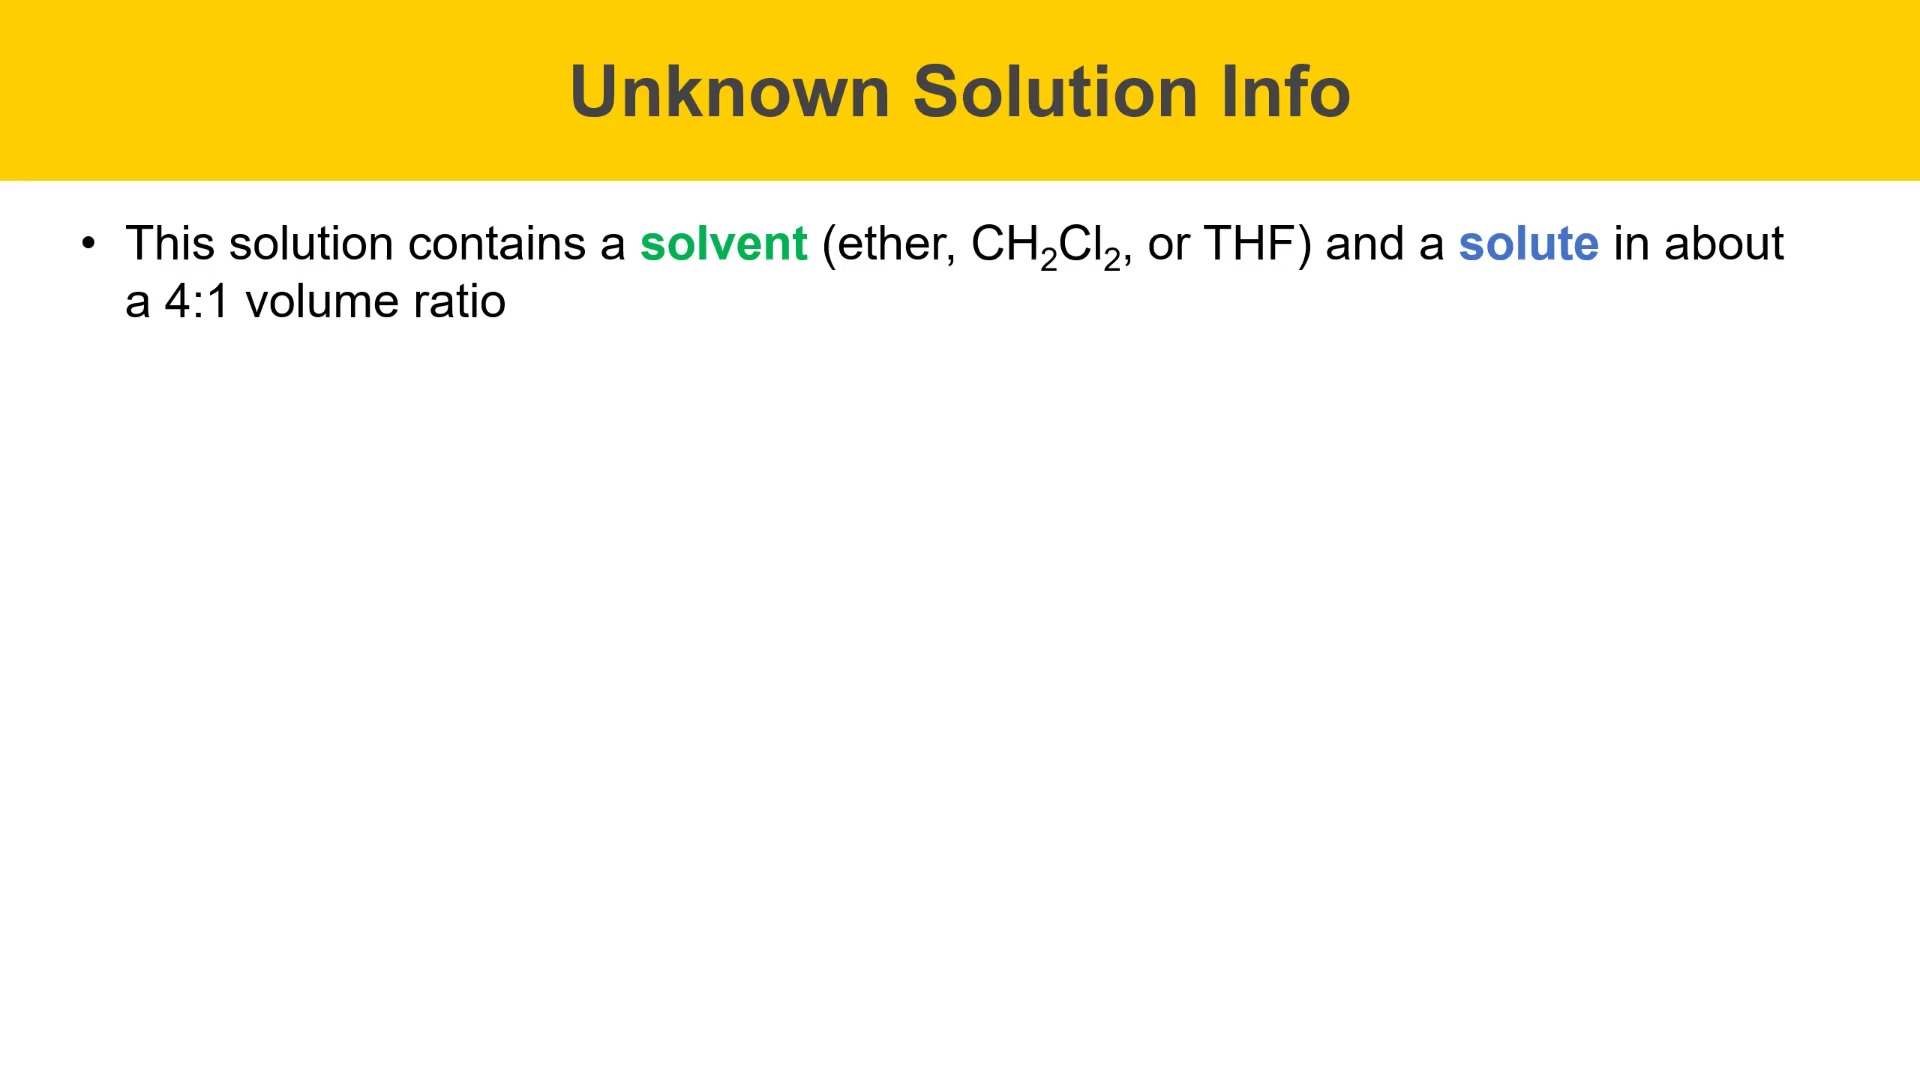 Unknown Solution Info
• This solution contains a solvent (ether, CH₂Cl₂, or THF) and a solute in about
a 4:1 volume ratio